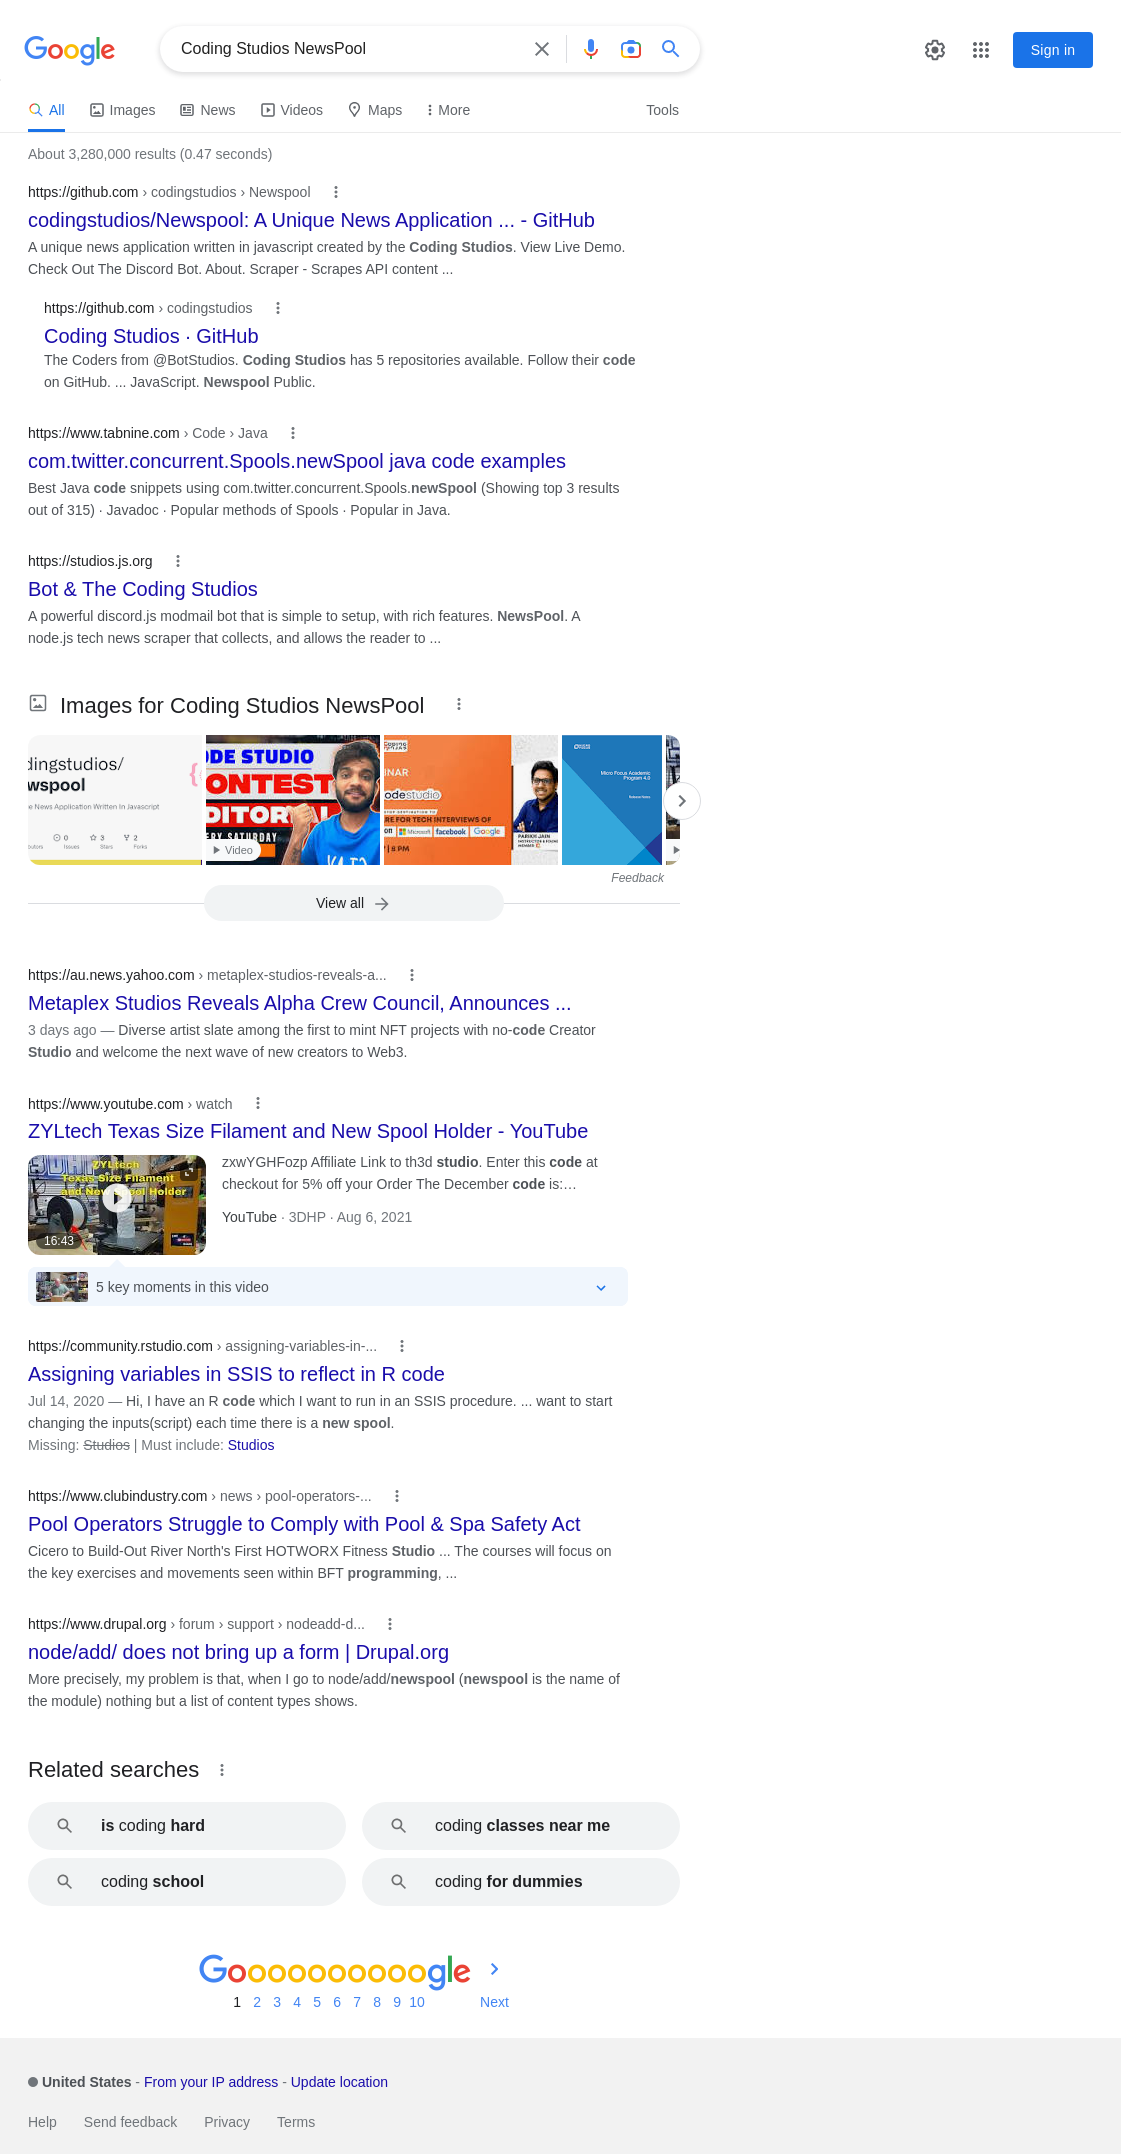 Google
Coding Studios NewsPool
Sign in
All
Images
News
Videos
Maps
More
Tools
About 3,280,000 results (0.47 seconds)
https://github.com › codingstudios › Newspool
codingstudios/Newspool: A Unique News Application ... - GitHub
A unique news application written in javascript created by the Coding Studios. View Live Demo.
Check Out The Discord Bot. About. Scraper - Scrapes API content ...
https://github.com › codingstudios
Coding Studios · GitHub
The Coders from @BotStudios. Coding Studios has 5 repositories available. Follow their code
on GitHub. ... JavaScript. Newspool Public.
https://www.tabnine.com › Code › Java
com.twitter.concurrent.Spools.newSpool java code examples
Best Java code snippets using com.twitter.concurrent.Spools.newSpool (Showing top 3 results
out of 315) · Javadoc · Popular methods of Spools · Popular in Java.
https://studios.js.org
Bot & The Coding Studios
A powerful discord.js modmail bot that is simple to setup, with rich features. NewsPool. A
node.js tech news scraper that collects, and allows the reader to ...
Images for Coding Studios NewsPool
dingstudios/
wspool
e News Application Written In Javascript
0
3
2
Issues
Stars
Forks
ODE STUDIO
ONTEST
DITORIAL
ERY SATURDAY
Video
CODING
INAR
odestudio
RE FOR TECH INTERVIEWS OF
Microsoft
facebook
Google
| 8 PM
PARIKH JAIN
Micro Focus Academic
Program 4.0
Release Notes
Feedback
View all
https://au.news.yahoo.com › metaplex-studios-reveals-a...
Metaplex Studios Reveals Alpha Crew Council, Announces ...
3 days ago — Diverse artist slate among the first to mint NFT projects with no-code Creator
Studio and welcome the next wave of new creators to Web3.
https://www.youtube.com › watch
ZYLtech Texas Size Filament and New Spool Holder - YouTube
ZYLtech
Texas Size Filament
and New Spool Holder
16:43
zxwYGHFozp Affiliate Link to th3d studio. Enter this code at
checkout for 5% off your Order The December code is:…
YouTube · 3DHP · Aug 6, 2021
5 key moments in this video
https://community.rstudio.com › assigning-variables-in-...
Assigning variables in SSIS to reflect in R code
Jul 14, 2020 — Hi, I have an R code which I want to run in an SSIS procedure. ... want to start
changing the inputs(script) each time there is a new spool.
Missing: Studios | Must include: Studios
https://www.clubindustry.com › news › pool-operators-...
Pool Operators Struggle to Comply with Pool & Spa Safety Act
Cicero to Build-Out River North's First HOTWORX Fitness Studio ... The courses will focus on
the key exercises and movements seen within BFT programming, ...
https://www.drupal.org › forum › support › nodeadd-d...
node/add/ does not bring up a form | Drupal.org
More precisely, my problem is that, when I go to node/add/newspool (newspool is the name of
the module) nothing but a list of content types shows.
Related searches
is coding hard
coding classes near me
coding school
coding for dummies
Goooooooooogle
1 2 3 4 5 6 7 8 9 10 Next
United States - From your IP address - Update location
Help
Send feedback
Privacy
Terms